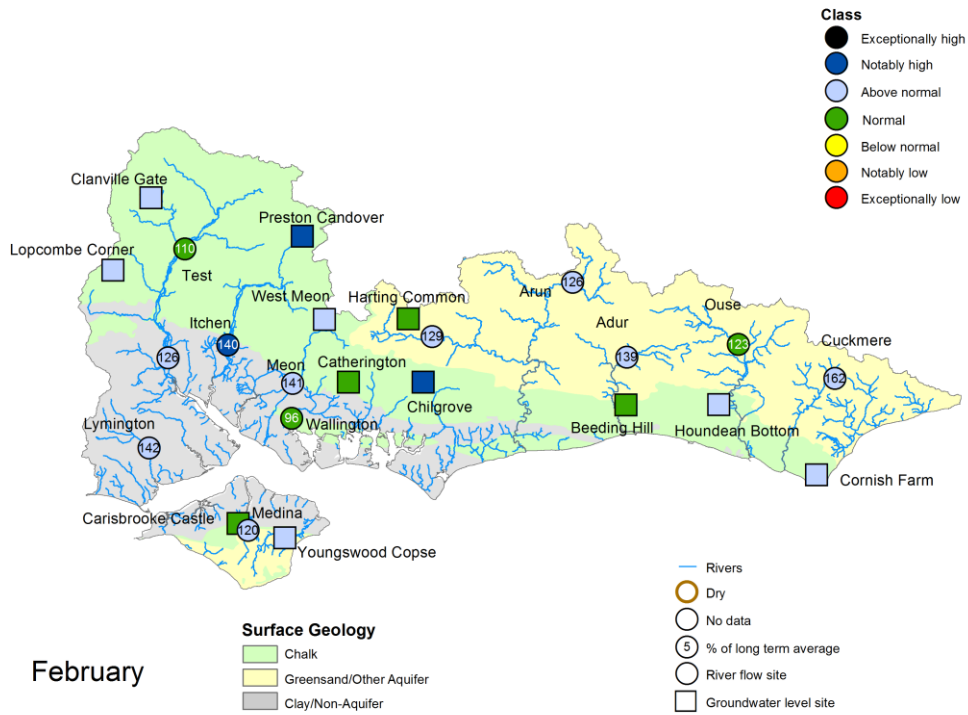 Class
Exceptionally high
Notably high
Above normal
Normal
Below normal
Notably low
Exceptionally low
Clanville Gate
Preston Candover
Lopcombe Corner
110
Test
West Meon
Harting Common
Arun
126
Ouse
Itchen
129
Adur
140
123
Cuckmere
126
Meon
Catherington
139
141
162
Chilgrove
96
Wallington
Beeding Hill
Houndean Bottom
Lymington
142
Cornish Farm
Carisbrooke Castle
Medina
120
Youngswood Copse
Rivers
Dry
No data
5
% of long term average
River flow site
Groundwater level site
Surface Geology
Chalk
Greensand/Other Aquifer
Clay/Non-Aquifer
February